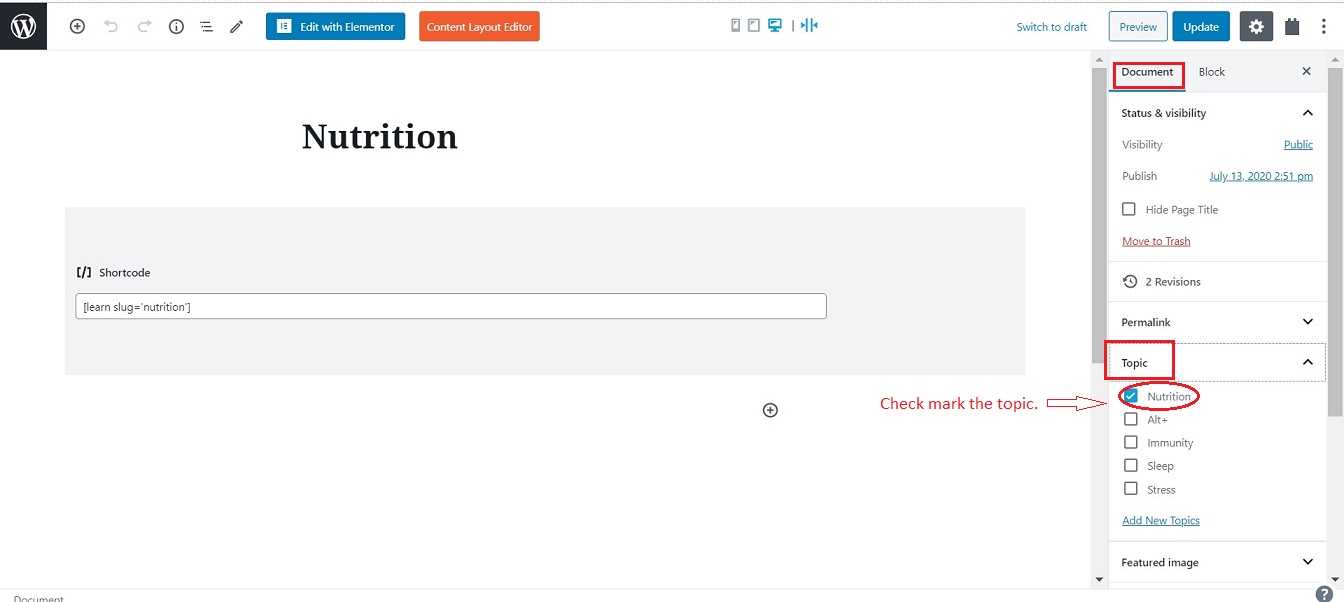 Edit with Elementor
Content Layout Editor
Switch to draft
Preview
Update
Nutrition
[/] Shortcode
[learn slug='nutrition']
Check mark the topic.
Document
Block
Status & visibility
Visibility
Public
Publish
July 13, 2020 2:51 pm
Hide Page Title
Move to Trash
2 Revisions
Permalink
Topic
Nutrition
Alt+
Immunity
Sleep
Stress
Add New Topics
Featured image
Document